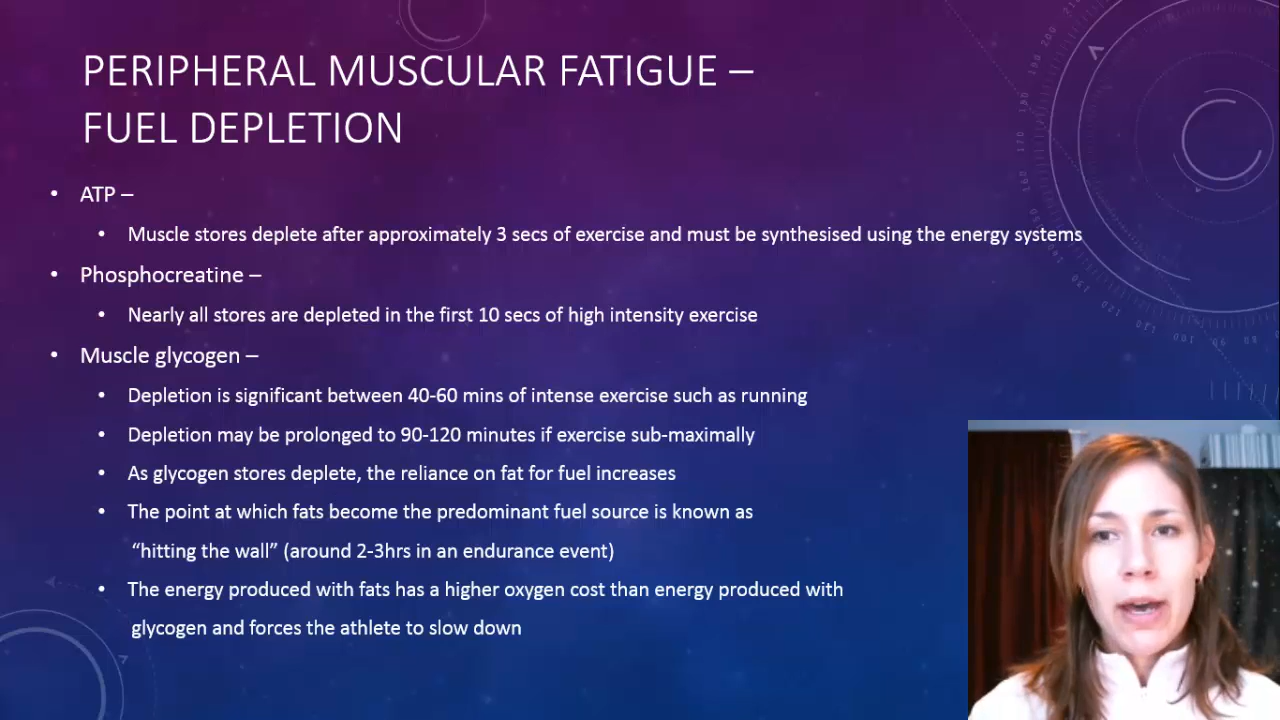 PERIPHERAL MUSCULAR FATIGUE –
FUEL DEPLETION
• ATP –
• Muscle stores deplete after approximately 3 secs of exercise and must be synthesised using the energy systems
• Phosphocreatine –
• Nearly all stores are depleted in the first 10 secs of high intensity exercise
• Muscle glycogen –
• Depletion is significant between 40-60 mins of intense exercise such as running
• Depletion may be prolonged to 90-120 minutes if exercise sub-maximally
• As glycogen stores deplete, the reliance on fat for fuel increases
• The point at which fats become the predominant fuel source is known as
“hitting the wall” (around 2-3hrs in an endurance event)
• The energy produced with fats has a higher oxygen cost than energy produced with
glycogen and forces the athlete to slow down